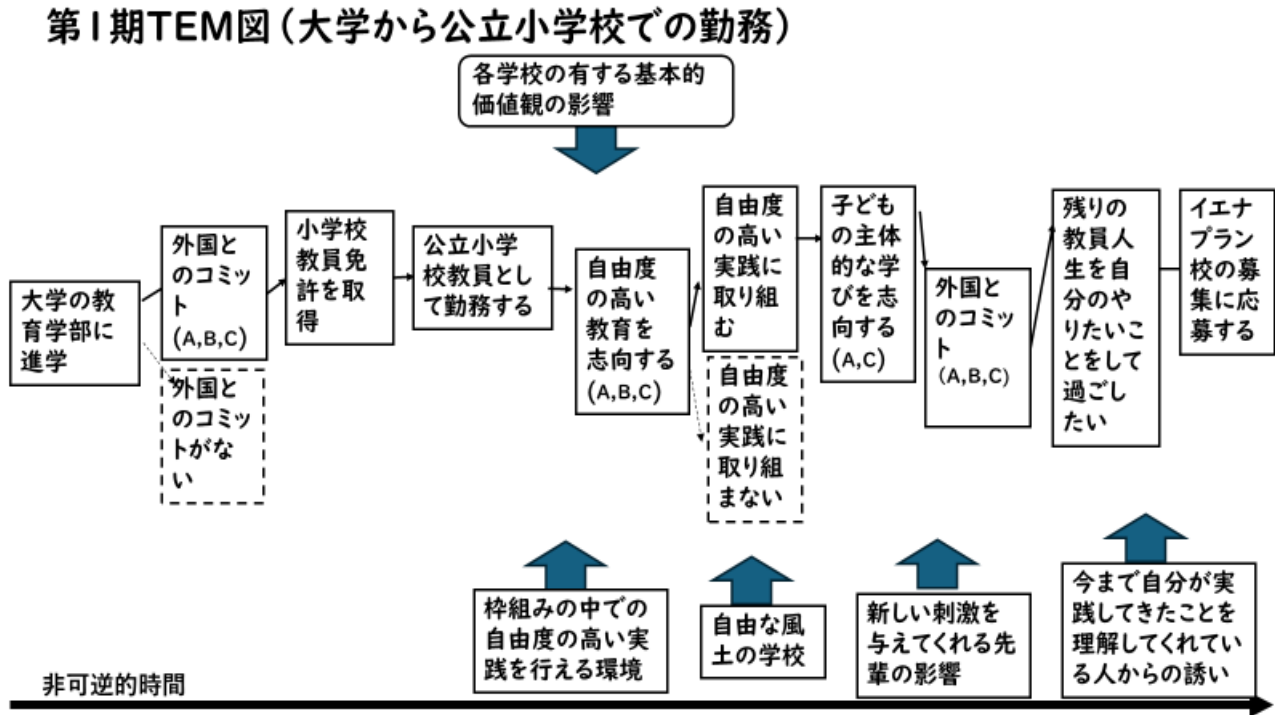 第Ⅰ期TEM図（大学から公立小学校での勤務）
各学校の有する基本的
価値観の影響
大学の教
育学部に
進学
外国と
のコミッ
ト
(A,B,C)
外国と
のコミッ
トがな
い
小学校
教員免
許を取
得
公立小学
校教員とし
て勤務する
自由度
の高い
教育を
志向する
(A,B,C)
自由度
の高い
実践に
取り組
む
自由度
の高い
実践に
取り組
まない
子ども
の主体
的な学
びを志
向する
(A,C)
外国と
のコミッ
ト
(A,B,C)
残りの
教員人
生を自
分のや
りたいこ
とをして
過ごし
たい
イエナ
プラン
校の募
集に応
募する
枠組みの中での
自由度の高い実
践を行える環境
自由な風
土の学校
新しい刺激を
与えてくれる先
輩の影響
今まで自分が実
践してきたことを
理解してくれてい
る人からの誘い
非可逆的時間